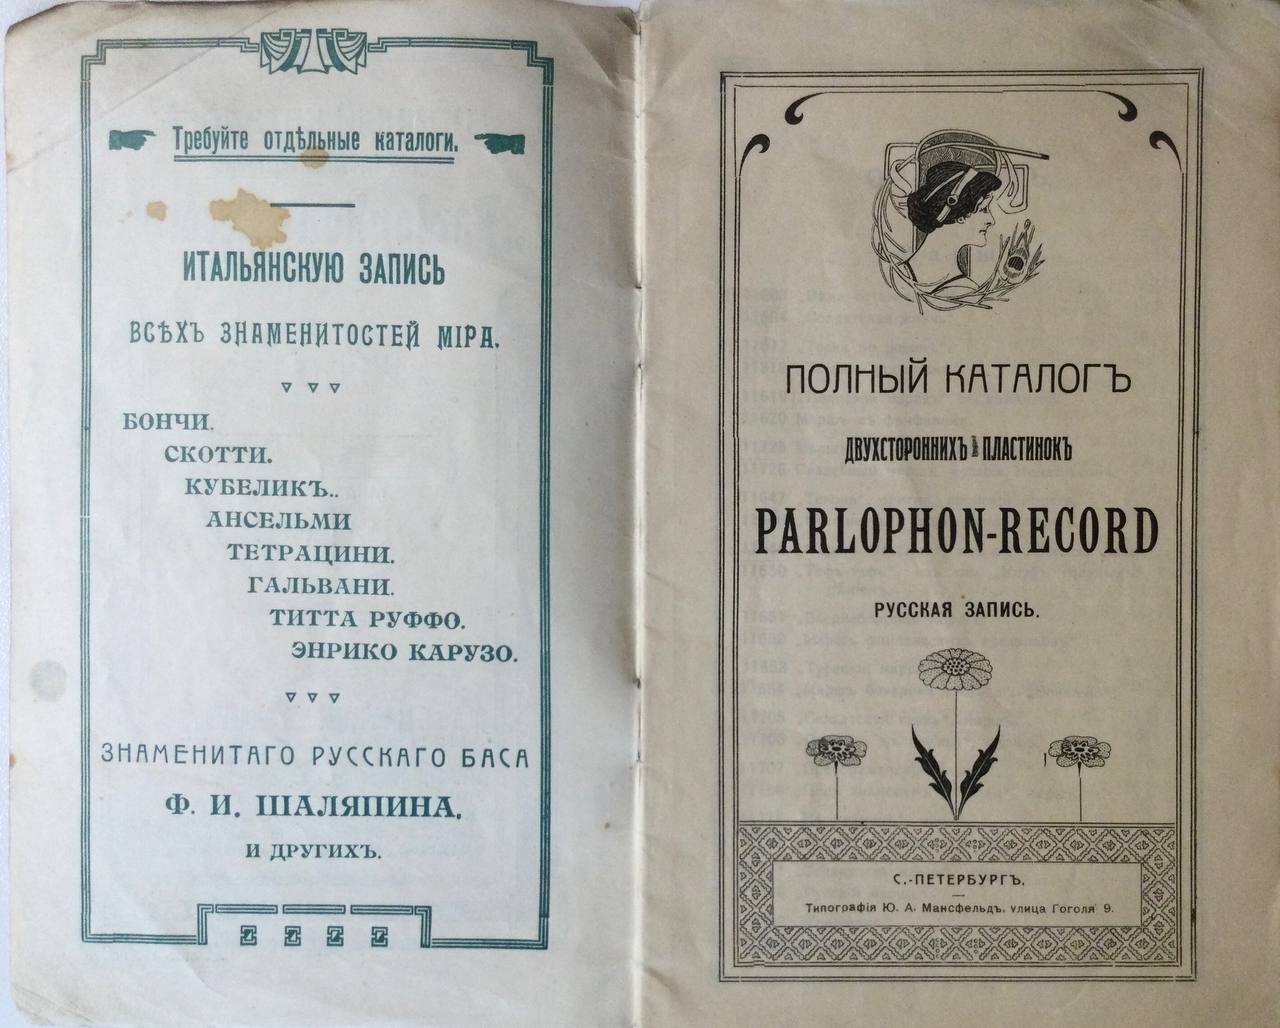 Требуйте отдѣльные каталоги.
ИТАЛЬЯНСКУЮ ЗАПИСЬ
ВСѢХЪ ЗНАМЕНИТОСТЕЙ МІРА.
БОНЧИ.
СКОТТИ.
КУБЕЛИКЪ..
АНСЕЛЬМИ
ТЕТРАЦИНИ.
ГАЛЬВАНИ.
ТИТТА РУФФО.
ЭНРИКО КАРУЗО.
ЗНАМЕНИТАГО РУССКАГО БАСА
Ф. И. ШАЛЯПИНА.
И ДРУГИХЪ.
ПОЛНЫЙ КАТАЛОГЪ
ДВУХСТОРОННИХЪ ПЛАСТИНОКЪ
PARLOPHON-RECORD
РУССКАЯ ЗАПИСЬ.
С.-ПЕТЕРБУРГЪ.
Типографія Ю. А. Мансфельдъ, улица Гоголя 9.